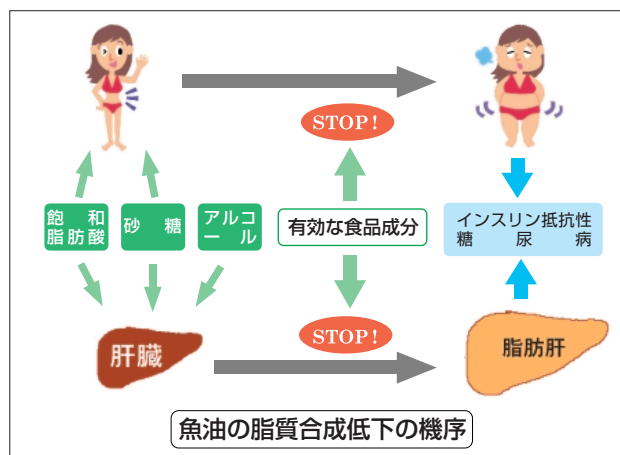 STOP!
飽和
脂肪酸
砂糖
アルコ
ール
有効な食品成分
インスリン抵抗性
糖尿病
肝臓
STOP!
脂肪肝
魚油の脂質合成低下の機序